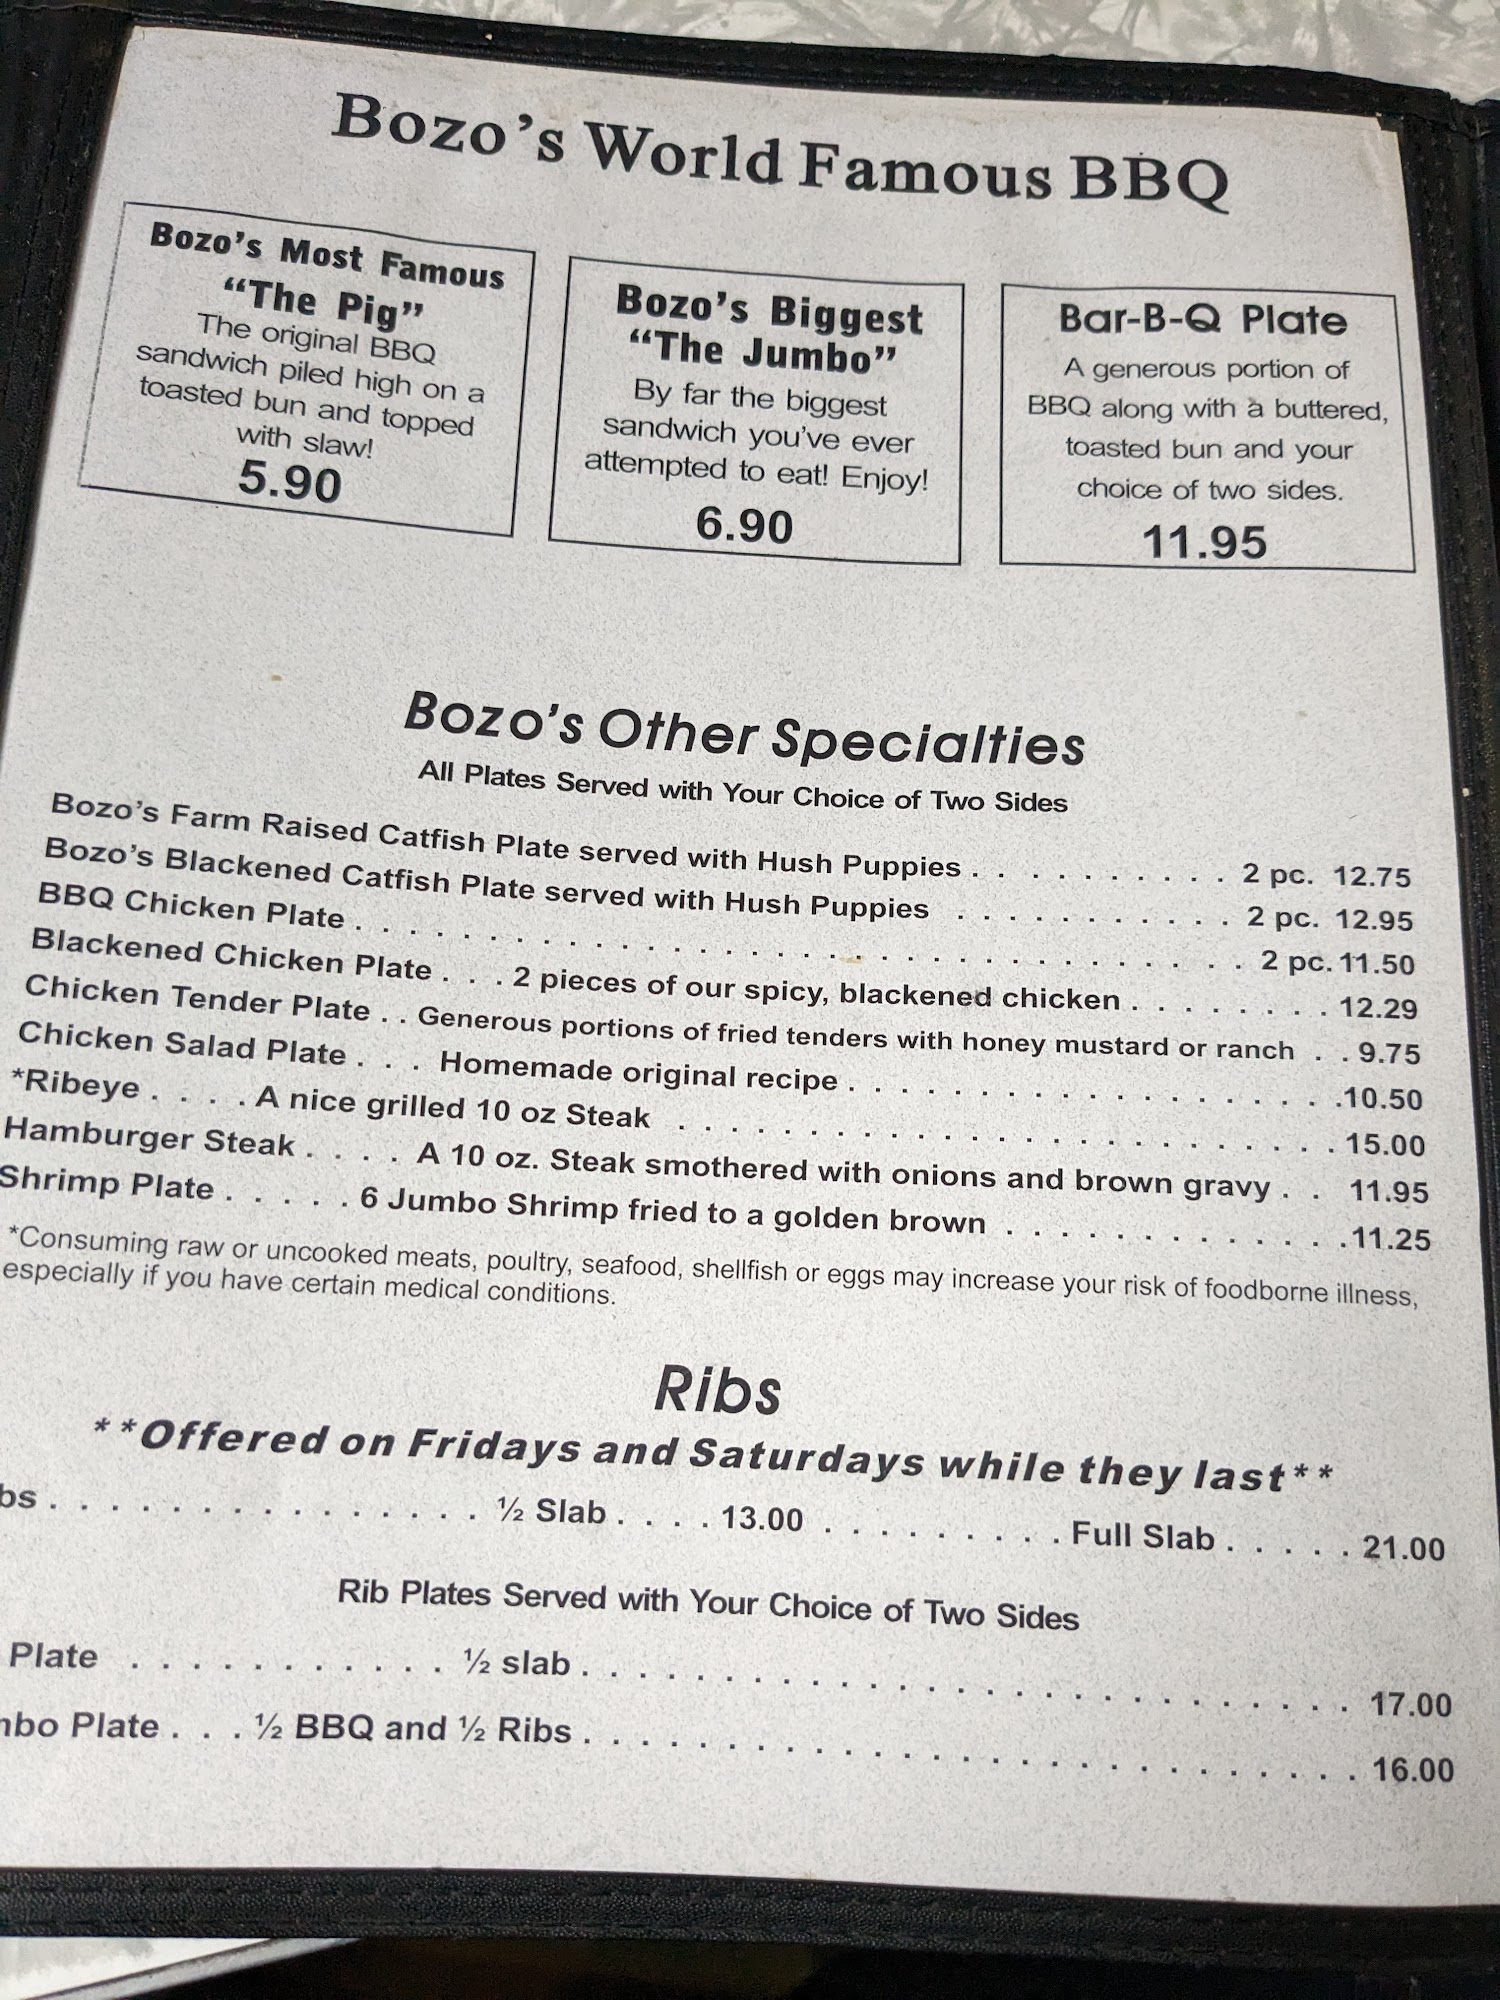 Bozo's World Famous BBQ
Bozo's Most Famous
"The Pig"
The original BBQ
sandwich piled high on a
toasted bun and topped
with slaw!
5.90
Bozo's Biggest
"The Jumbo"
By far the biggest
sandwich you've ever
attempted to eat! Enjoy!
6.90
Bar-B-Q Plate
A generous portion of
BBQ along with a buttered,
toasted bun and your
choice of two sides.
11.95
Bozo's Other Specialties
All Plates Served with Your Choice of Two Sides
Bozo's Farm Raised Catfish Plate served with Hush Puppies . . . . . . . . . . 2 pc. 12.75
Bozo's Blackened Catfish Plate served with Hush Puppies . . . . . . . . . . . 2 pc. 12.95
BBQ Chicken Plate . . . . . . . . . . . . . . . . . . . . . . . . . . . . . . . . . . 2 pc. 11.50
Blackened Chicken Plate . . . 2 pieces of our spicy, blackened chicken . . . . . . . . 12.29
Chicken Tender Plate . . Generous portions of fried tenders with honey mustard or ranch . . 9.75
Chicken Salad Plate . . . Homemade original recipe . . . . . . . . . . . . . . . . . . .10.50
*Ribeye . . . . A nice grilled 10 oz Steak . . . . . . . . . . . . . . . . . . . . . . . . . 15.00
Hamburger Steak . . . . A 10 oz. Steak smothered with onions and brown gravy . . 11.95
Shrimp Plate . . . . . 6 Jumbo Shrimp fried to a golden brown . . . . . . . . . . . . .11.25
*Consuming raw or uncooked meats, poultry, seafood, shellfish or eggs may increase your risk of foodborne illness,
especially if you have certain medical conditions.
Ribs
**Offered on Fridays and Saturdays while they last**
bs . . . . . . . . . . . . . . . ½ Slab . . . . 13.00 . . . . . . . . . Full Slab . . . . . 21.00
Rib Plates Served with Your Choice of Two Sides
Plate . . . . . . . . . . . ½ slab . . . . . . . . . . . . . . . . . . . . . . . . . . . 17.00
mbo Plate . . . ½ BBQ and ½ Ribs . . . . . . . . . . . . . . . . . . . . . . . . . . . 16.00